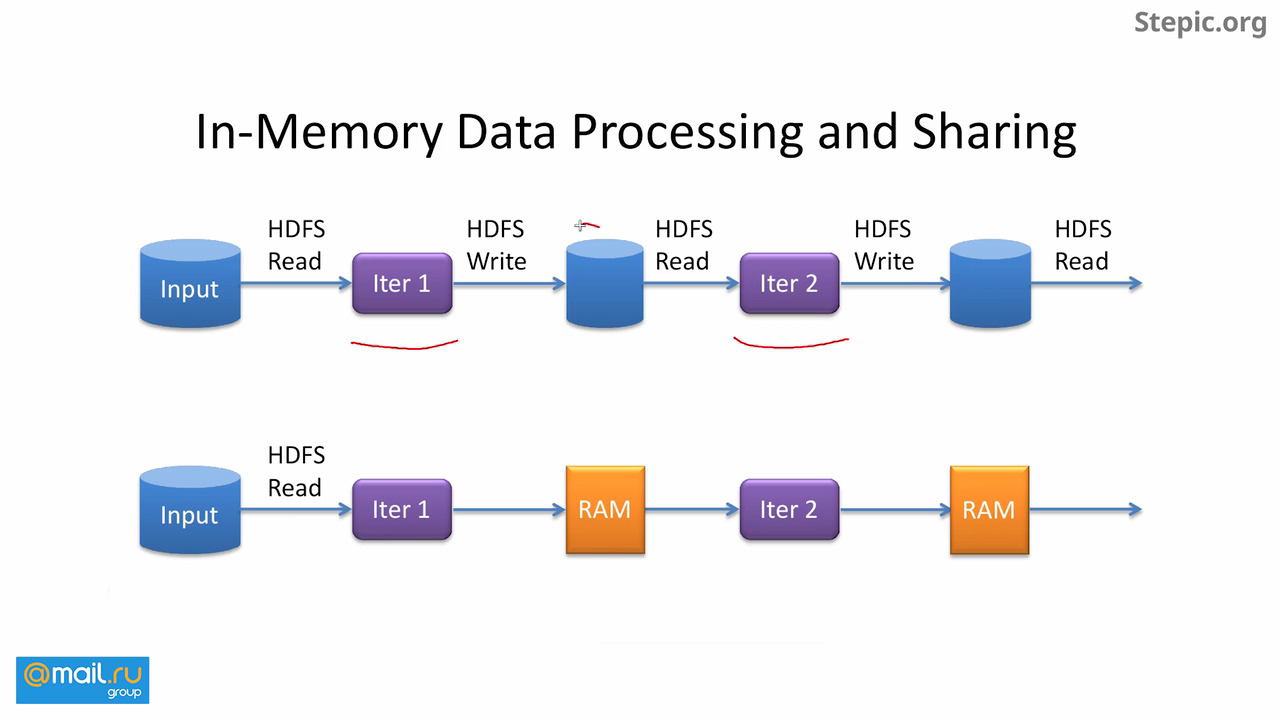 Stepic.org
In-Memory Data Processing and Sharing
HDFS
Read
HDFS
Write
HDFS
Read
HDFS
Write
HDFS
Read
Input
Iter 1
Iter 2
HDFS
Read
Input
Iter 1
RAM
Iter 2
RAM
@mail.ru
group